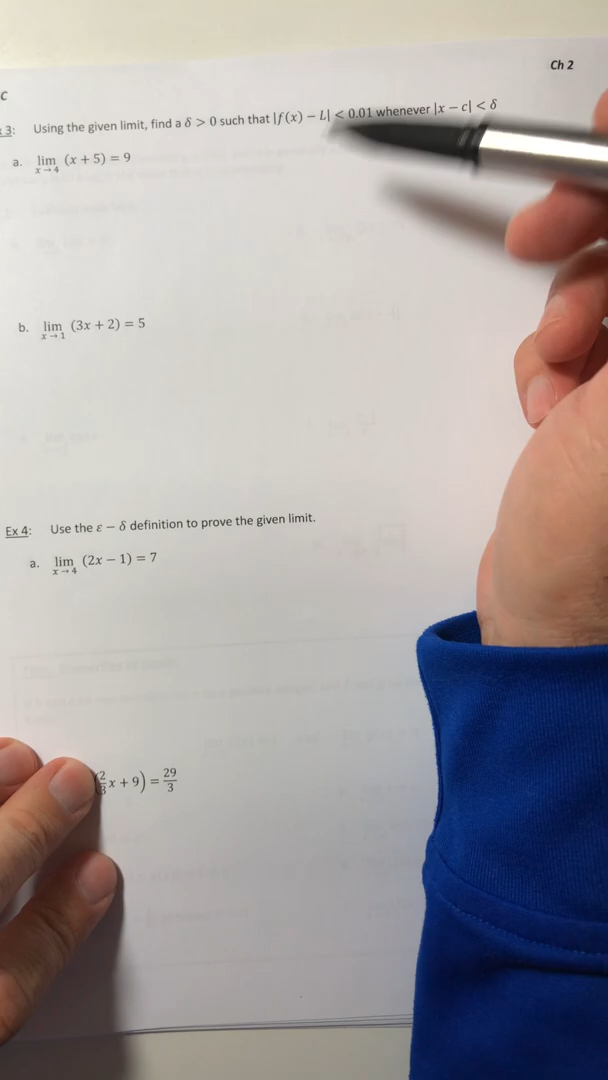 Ch 2
C
3: Using the given limit, find a δ > 0 such that |f(x) − L| < 0.01 whenever |x − c| < δ
a. lim x→4 (x + 5) = 9
b. lim x→1 (3x + 2) = 5
Ex 4: Use the ε − δ definition to prove the given limit.
a. lim x→4 (2x − 1) = 7
(2/3 x + 9) = 29/3